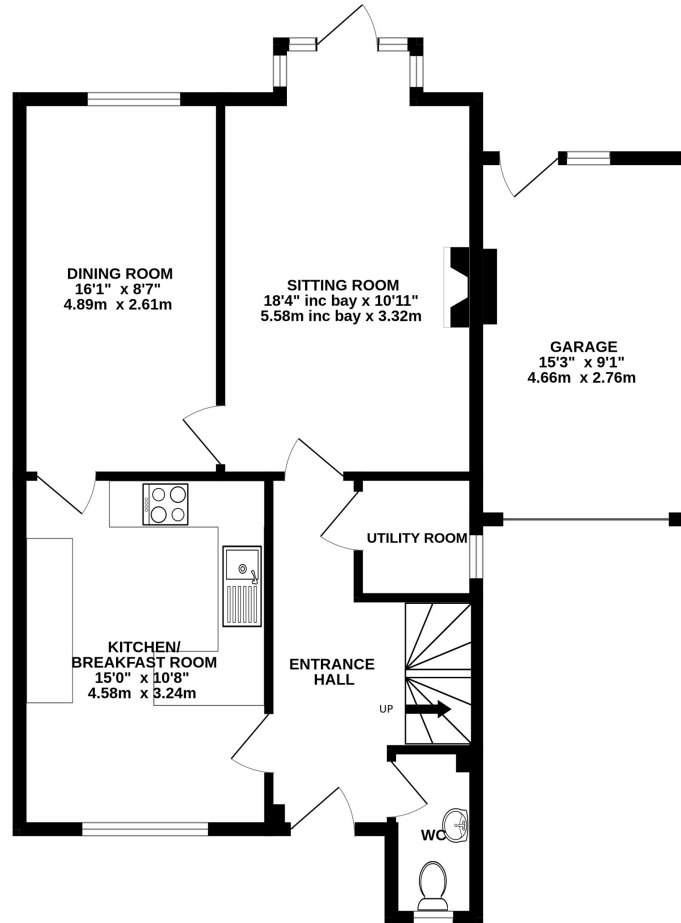 DINING ROOM
16'1" x 8'7"
4.89m x 2.61m
SITTING ROOM
18'4" inc bay x 10'11"
5.58m inc bay x 3.32m
GARAGE
15'3" x 9'1"
4.66m x 2.76m
UTILITY ROOM
KITCHEN/
BREAKFAST ROOM
15'0" x 10'8"
4.58m x 3.24m
ENTRANCE
HALL
UP
WC